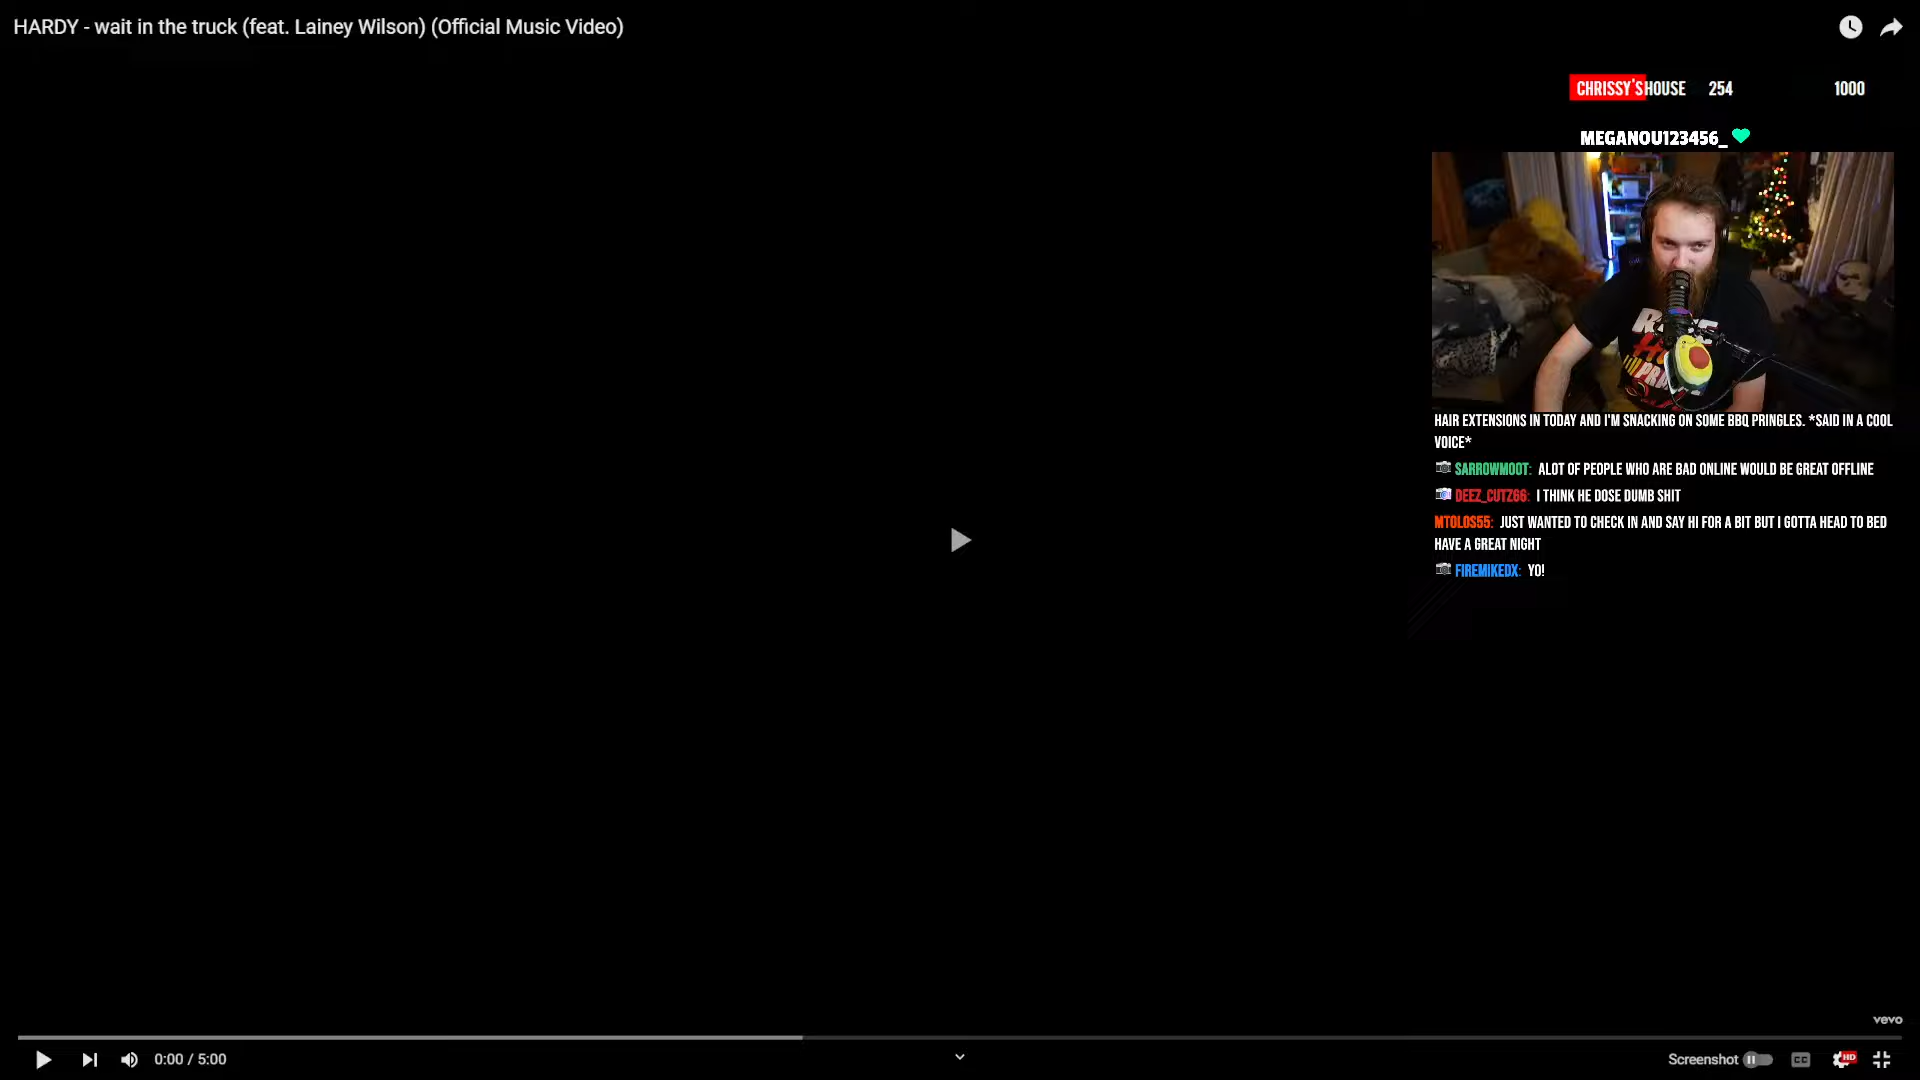 HARDY - wait in the truck (feat. Lainey Wilson) (Official Music Video)
CHRISSY'S HOUSE 254 1000
MEGANOU123456_
HAIR EXTENSIONS IN TODAY AND I'M SNACKING ON SOME BBQ PRINGLES. *SAID IN A COOL
VOICE*
SARROWMOOT: ALOT OF PEOPLE WHO ARE BAD ONLINE WOULD BE GREAT OFFLINE
DEEZ_CUTZ66: I THINK HE DOSE DUMB SHIT
MTOLOS55: JUST WANTED TO CHECK IN AND SAY HI FOR A BIT BUT I GOTTA HEAD TO BED
HAVE A GREAT NIGHT
FIREMIKEDX: YO!
vevo
0:00 / 5:00
Screenshot
CC
HD